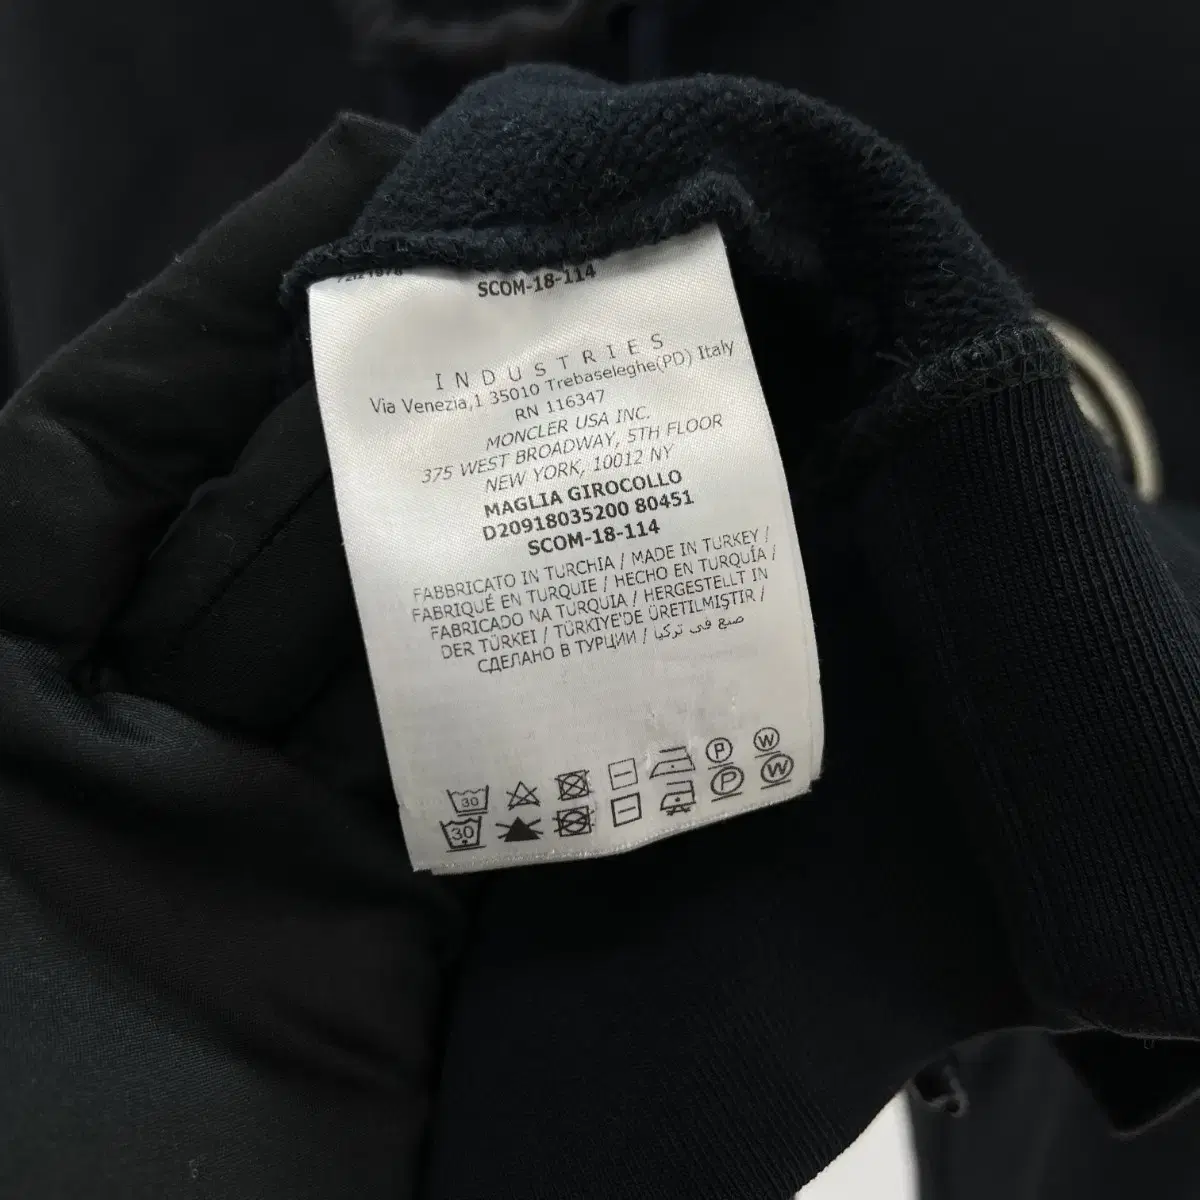 SCOM-18-114
INDUSTRIES
Via Venezia,1 35010 Trebaseleghe(PD) Italy
RN 116347
MONCLER USA INC.
375 WEST BROADWAY, 5TH FLOOR
NEW YORK, 10012 NY
MAGLIA GIROCOLLO
D20918035200 80451
SCOM-18-114
FABBRICATO IN TURCHIA / MADE IN TURKEY /
FABRIQUÉ EN TURQUIE / HECHO EN TURQUÍA /
FABRICADO NA TURQUIA / HERGESTELLT IN
DER TÜRKEI / TÜRKIYE'DE ÜRETILMIŞTIR /
СДЕЛАНО В ТУРЦИИ / صنع في تركيا
30 P W
30 P W